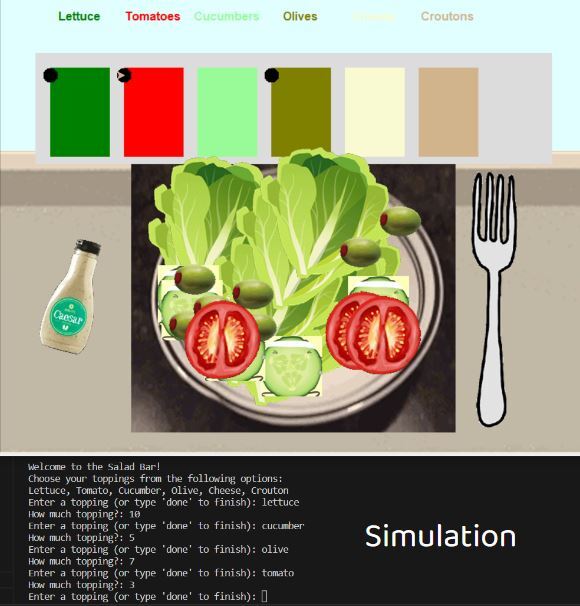 Lettuce Tomatoes Cucumbers Olives Cheese Croutons
Caesar
Welcome to the Salad Bar!
Choose your toppings from the following options:
Lettuce, Tomato, Cucumber, Olive, Cheese, Crouton
Enter a topping (or type 'done' to finish): lettuce
How much topping?: 10
Enter a topping (or type 'done' to finish): cucumber
How much topping?: 5
Enter a topping (or type 'done' to finish): olive
How much topping?: 7
Enter a topping (or type 'done' to finish): tomato
How much topping?: 3
Enter a topping (or type 'done' to finish):
Simulation